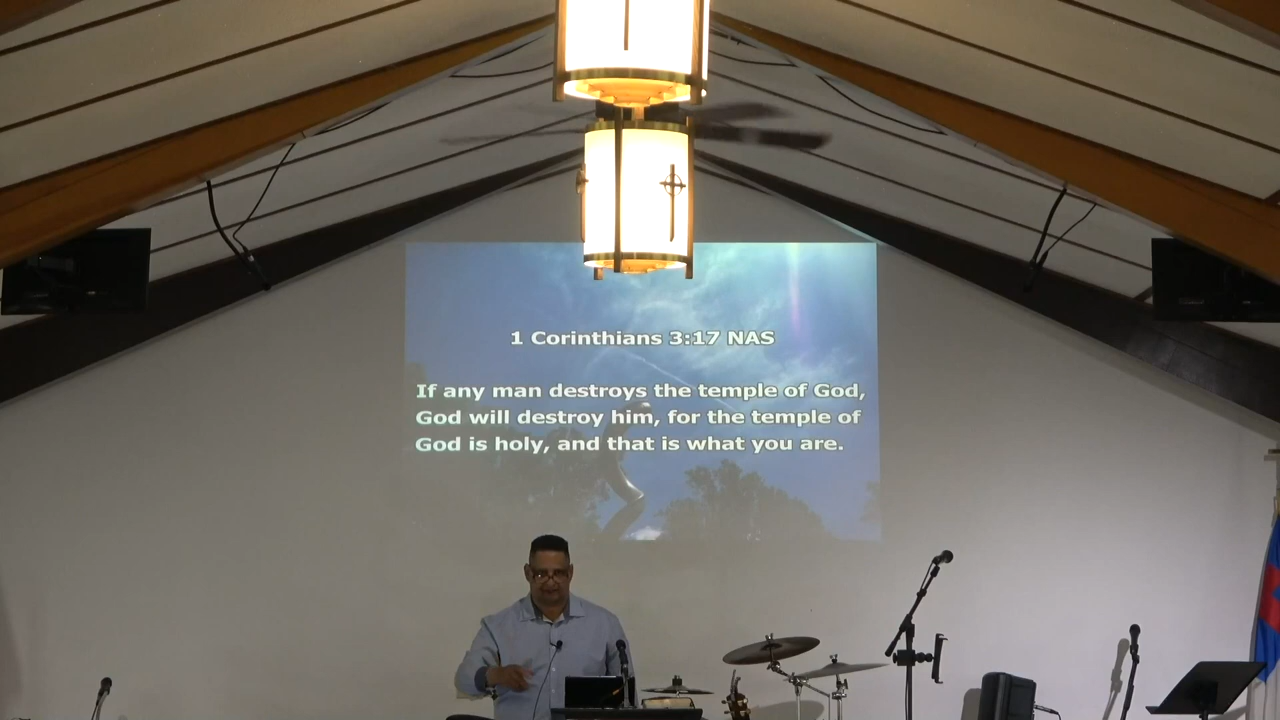 1 Corinthians 3:17 NAS
If any man destroys the temple of God,
God will destroy him, for the temple of
God is holy, and that is what you are.